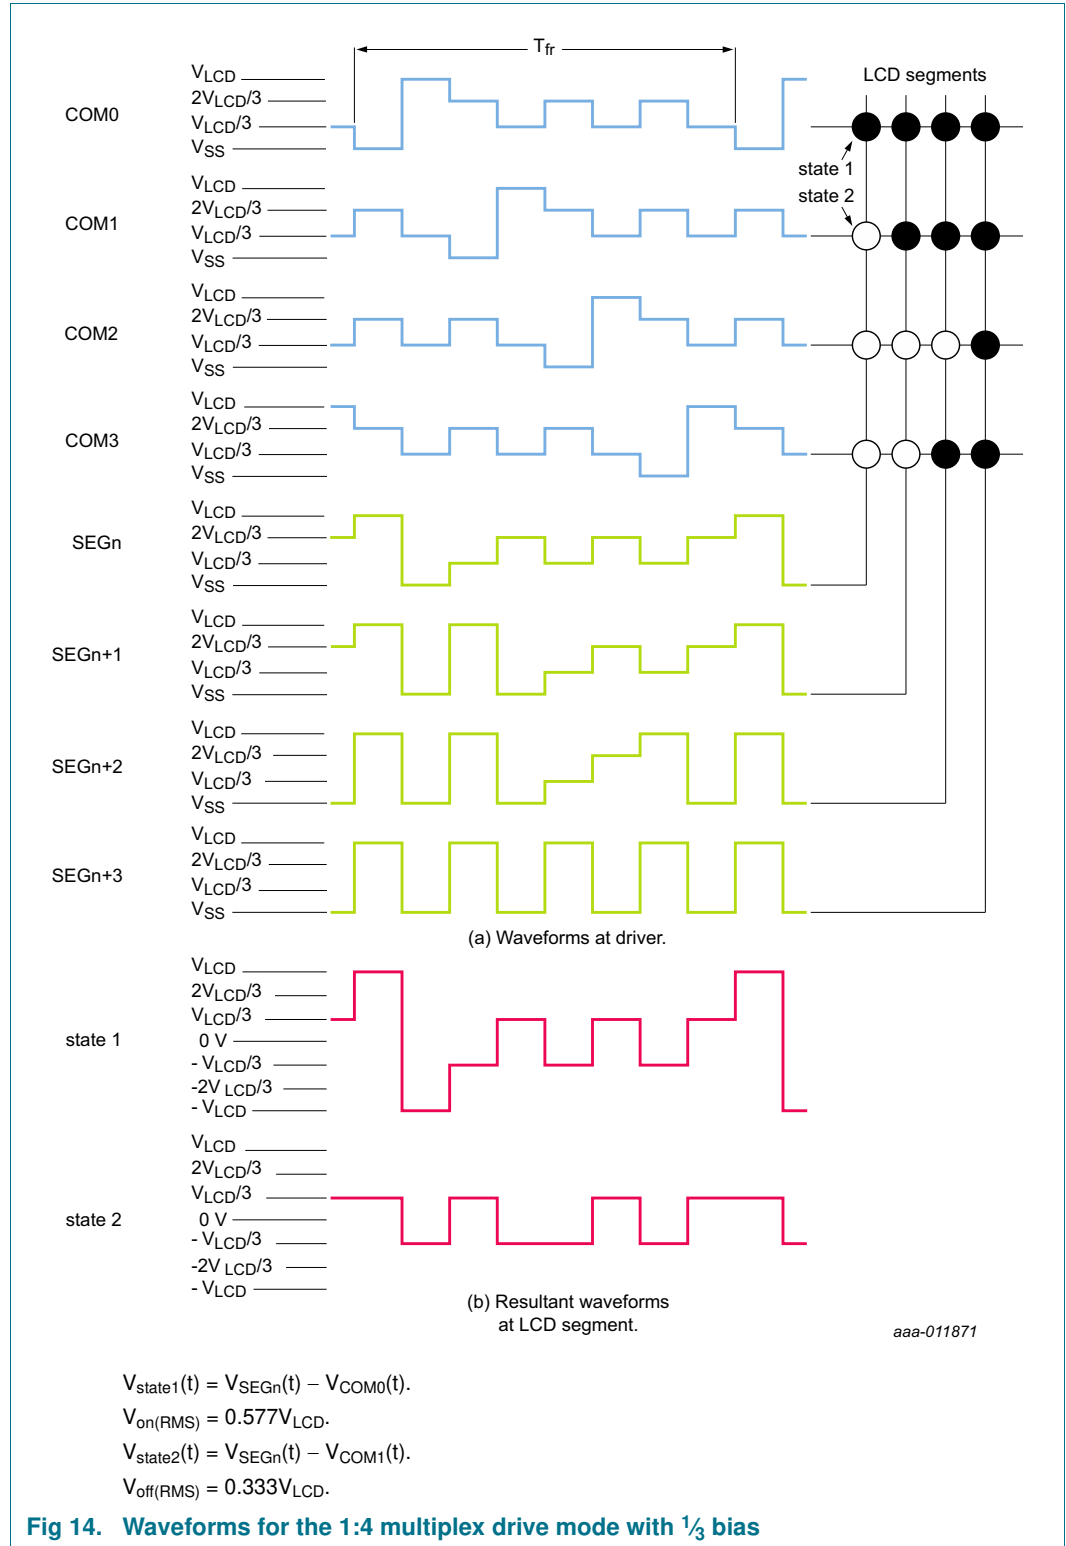 Tfr
LCD segments
COM0
VLCD
2VLCD/3
VLCD/3
VSS
state 1
state 2
COM1
VLCD
2VLCD/3
VLCD/3
VSS
COM2
VLCD
2VLCD/3
VLCD/3
VSS
COM3
VLCD
2VLCD/3
VLCD/3
VSS
SEGn
VLCD
2VLCD/3
VLCD/3
VSS
SEGn+1
VLCD
2VLCD/3
VLCD/3
VSS
SEGn+2
VLCD
2VLCD/3
VLCD/3
VSS
SEGn+3
VLCD
2VLCD/3
VLCD/3
VSS
(a) Waveforms at driver.
state 1
VLCD
2VLCD/3
VLCD/3
0 V
- VLCD/3
-2V LCD/3
- VLCD
state 2
VLCD
2VLCD/3
VLCD/3
0 V
- VLCD/3
-2V LCD/3
- VLCD
(b) Resultant waveforms
at LCD segment.
aaa-011871
Vstate1(t) = VSEGn(t) − VCOM0(t).
Von(RMS) = 0.577VLCD.
Vstate2(t) = VSEGn(t) − VCOM1(t).
Voff(RMS) = 0.333VLCD.
Fig 14. Waveforms for the 1:4 multiplex drive mode with 1⁄3 bias